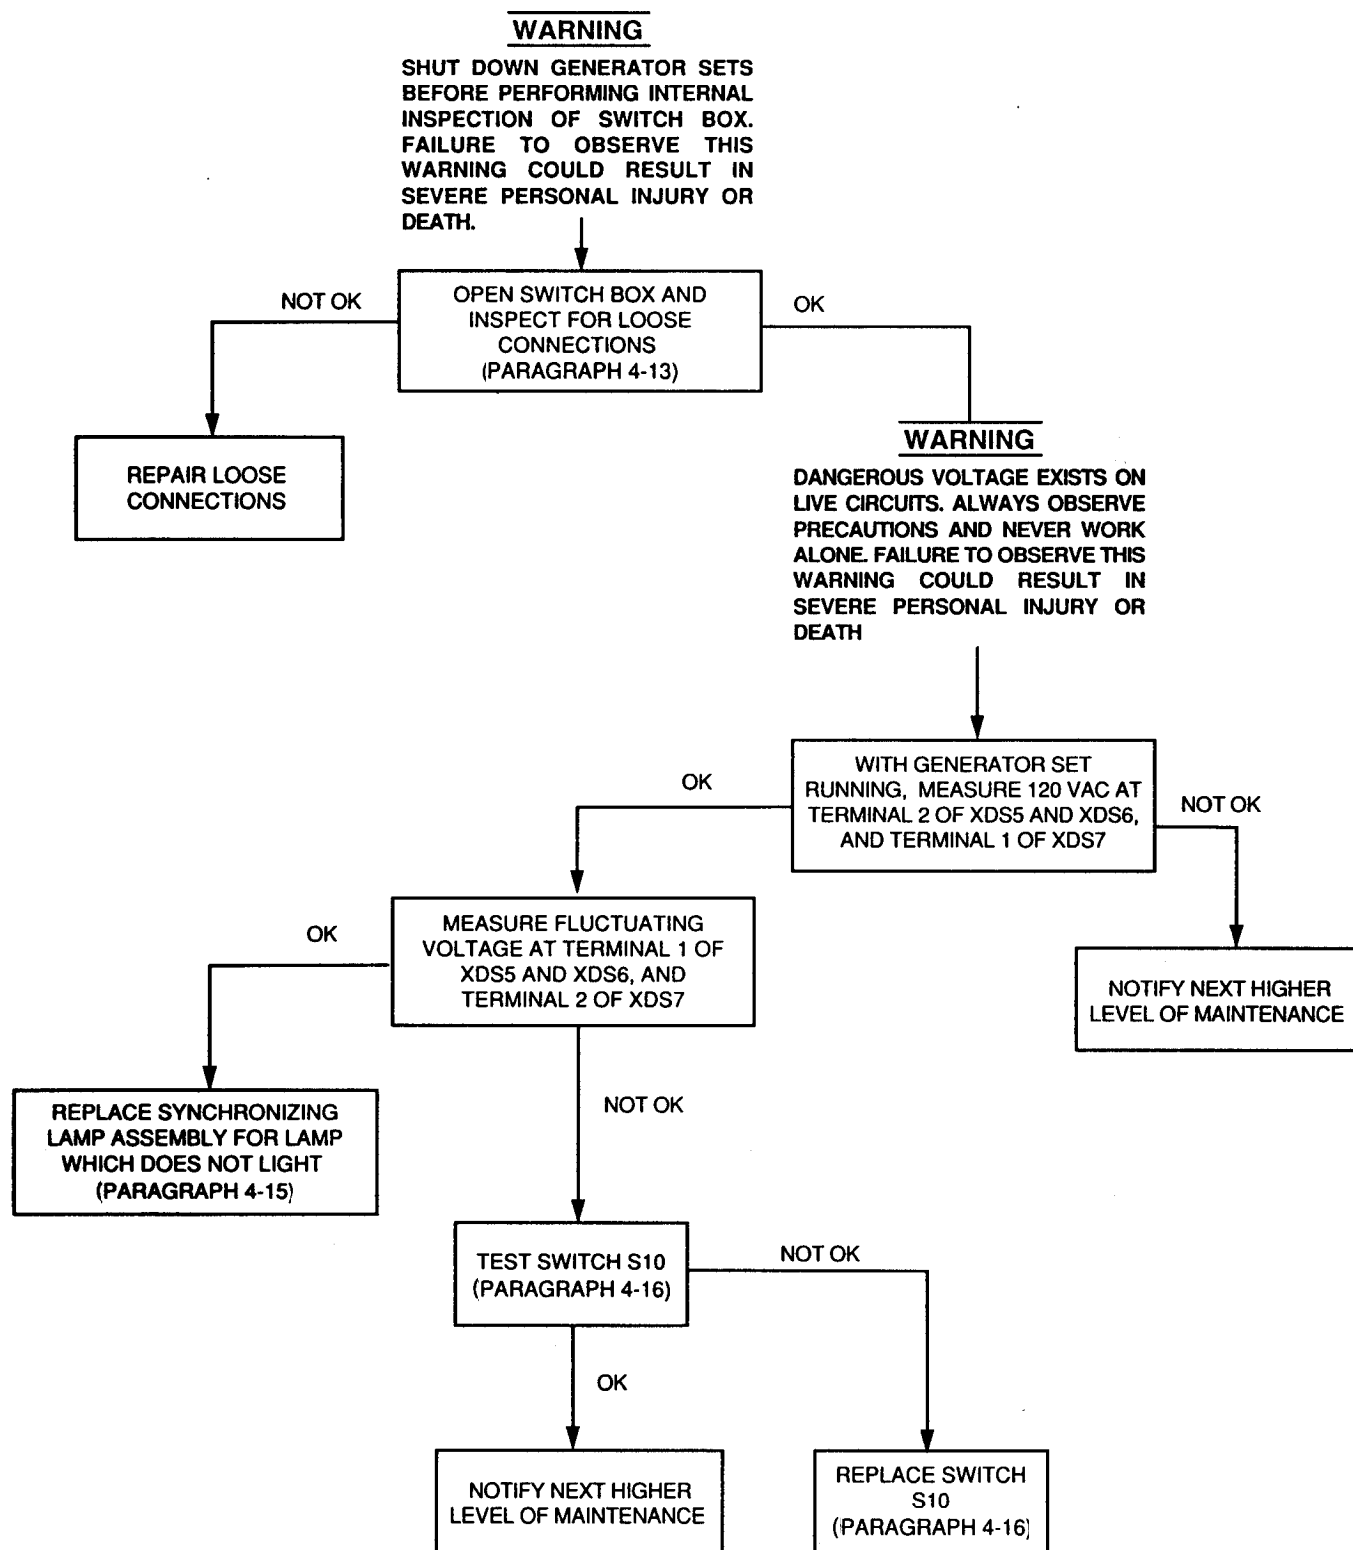 WARNING
SHUT DOWN GENERATOR SETS
BEFORE PERFORMING INTERNAL
INSPECTION OF SWITCH BOX.
FAILURE TO OBSERVE THIS
WARNING COULD RESULT IN
SEVERE PERSONAL INJURY OR
DEATH.
NOT OK
OPEN SWITCH BOX AND
INSPECT FOR LOOSE
CONNECTIONS
(PARAGRAPH 4-13)
OK
REPAIR LOOSE
CONNECTIONS
WARNING
DANGEROUS VOLTAGE EXISTS ON
LIVE CIRCUITS. ALWAYS OBSERVE
PRECAUTIONS AND NEVER WORK
ALONE. FAILURE TO OBSERVE THIS
WARNING COULD RESULT IN
SEVERE PERSONAL INJURY OR
DEATH
OK
WITH GENERATOR SET
RUNNING, MEASURE 120 VAC AT
TERMINAL 2 OF XDS5 AND XDS6,
AND TERMINAL 1 OF XDS7
NOT OK
OK
MEASURE FLUCTUATING
VOLTAGE AT TERMINAL 1 OF
XDS5 AND XDS6, AND
TERMINAL 2 OF XDS7
NOTIFY NEXT HIGHER
LEVEL OF MAINTENANCE
REPLACE SYNCHRONIZING
LAMP ASSEMBLY FOR LAMP
WHICH DOES NOT LIGHT
(PARAGRAPH 4-15)
NOT OK
TEST SWITCH S10
(PARAGRAPH 4-16)
NOT OK
OK
NOTIFY NEXT HIGHER
LEVEL OF MAINTENANCE
REPLACE SWITCH
S10
(PARAGRAPH 4-16)